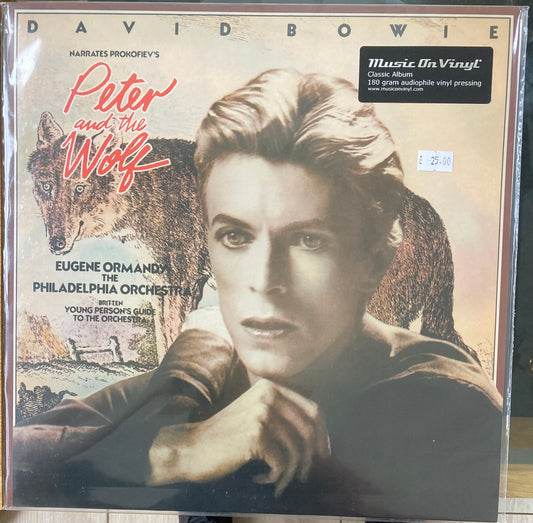 DAVID BOWIE
NARRATES PROKOFIEV'S
Peter
and the
Wolf
EUGENE ORMANDY
THE
PHILADELPHIA ORCHESTRA
BRITTEN
YOUNG PERSON'S GUIDE
TO THE ORCHESTRA
Music On Vinyl
Classic Album
180 gram audiophile vinyl pressing
www.musiconvinyl.com
£ 25.00